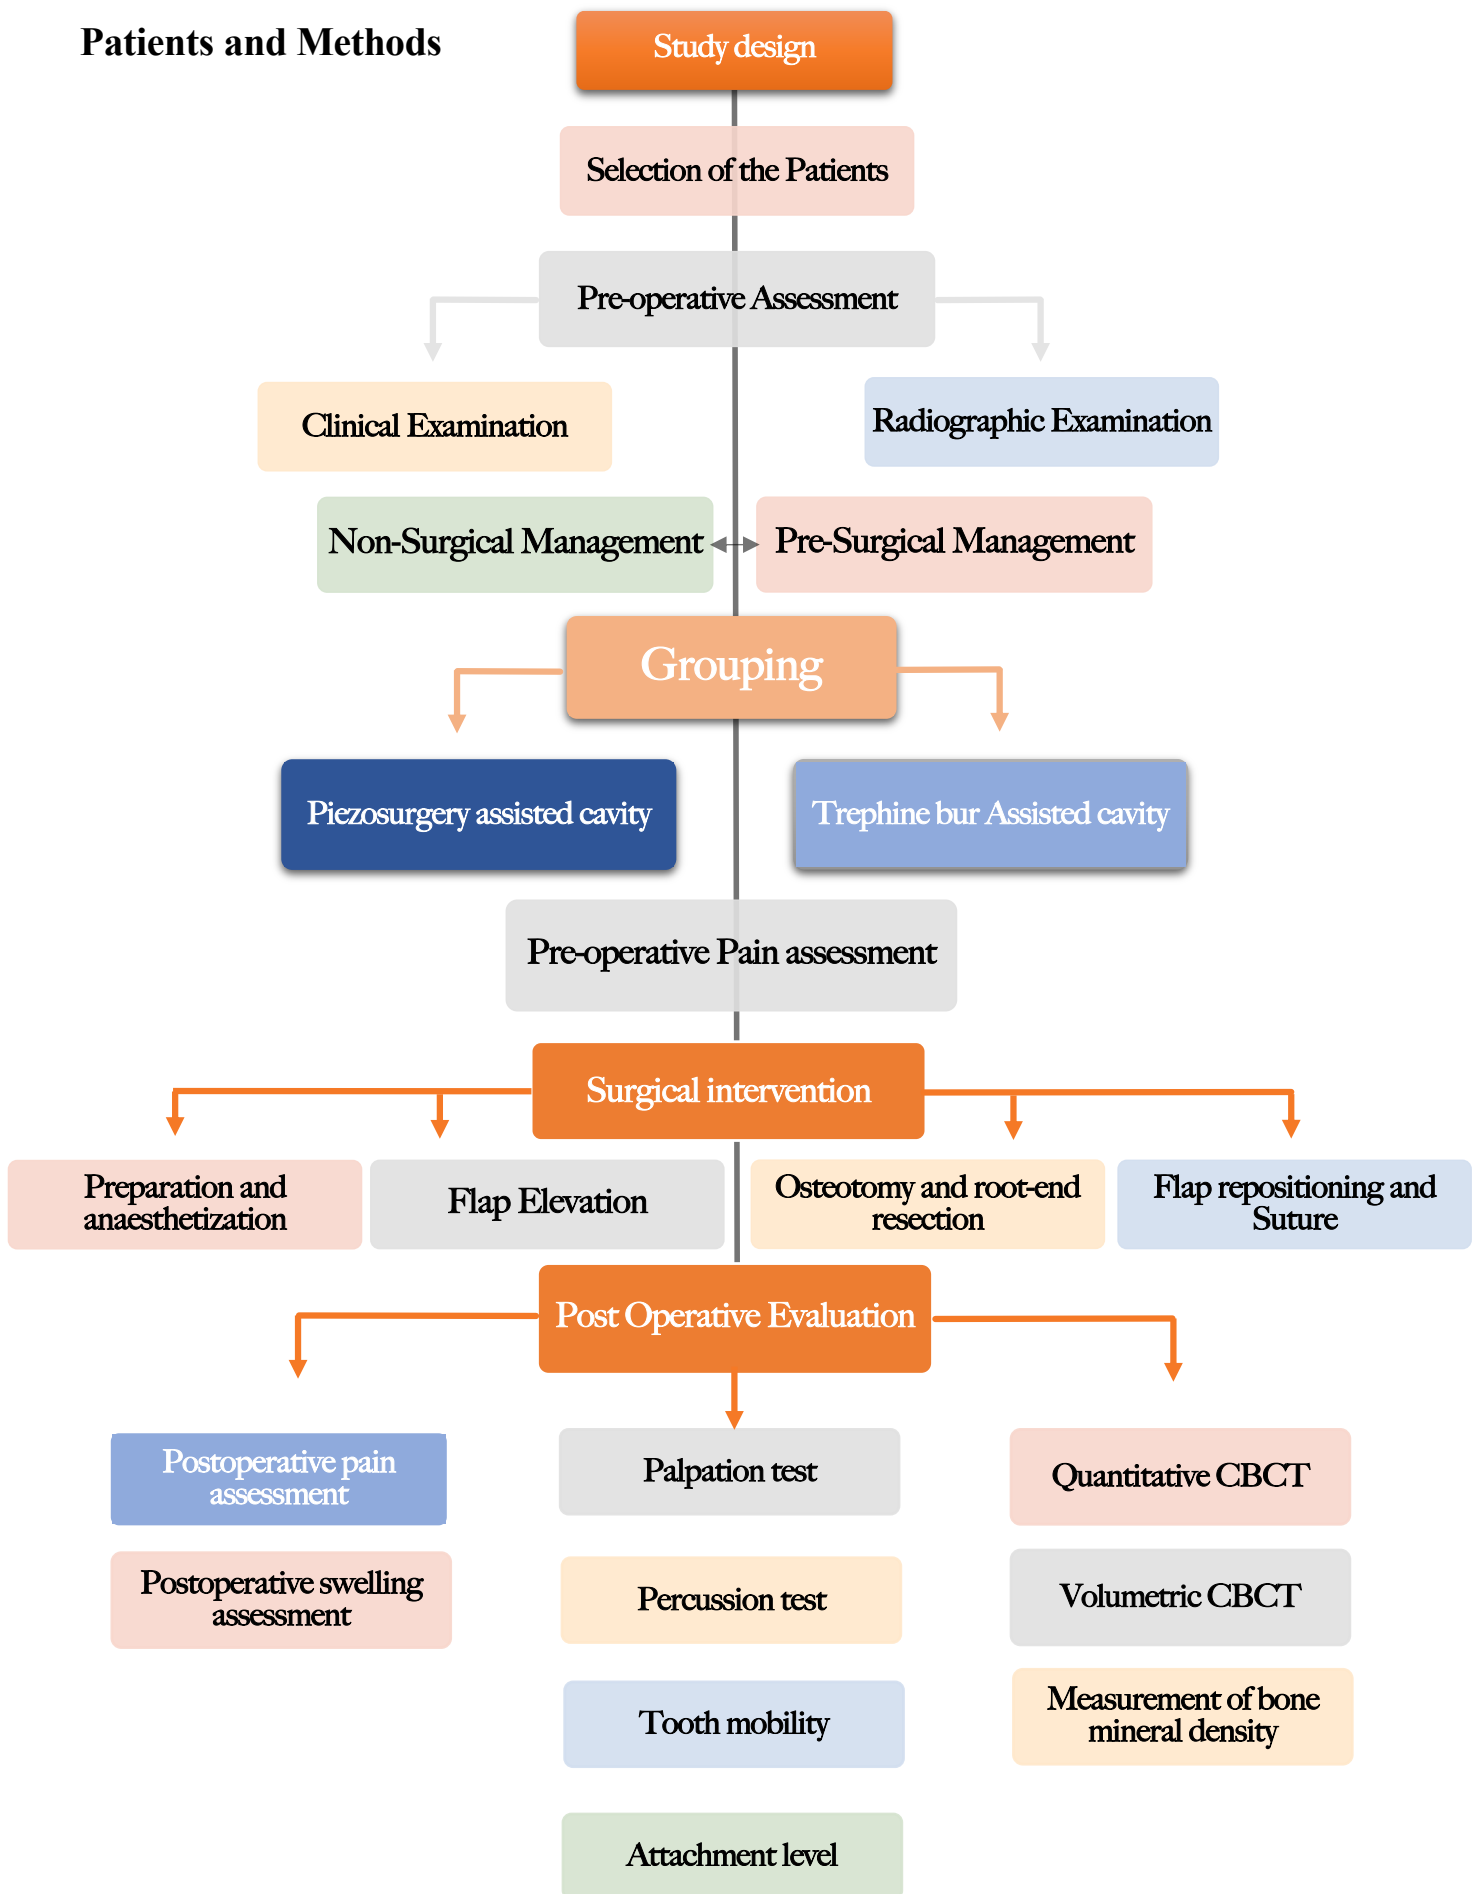 Patients and Methods
Study design
Selection of the Patients
Pre-operative Assessment
Clinical Examination
Radiographic Examination
Non-Surgical Management
Pre-Surgical Management
Grouping
Piezosurgery assisted cavity
Trephine bur Assisted cavity
Pre-operative Pain assessment
Surgical intervention
Preparation and
anaesthetization
Flap Elevation
Osteotomy and root-end
resection
Flap repositioning and
Suture
Post Operative Evaluation
Postoperative pain
assessment
Postoperative swelling
assessment
Palpation test
Percussion test
Tooth mobility
Attachment level
Quantitative CBCT
Volumetric CBCT
Measurement of bone
mineral density